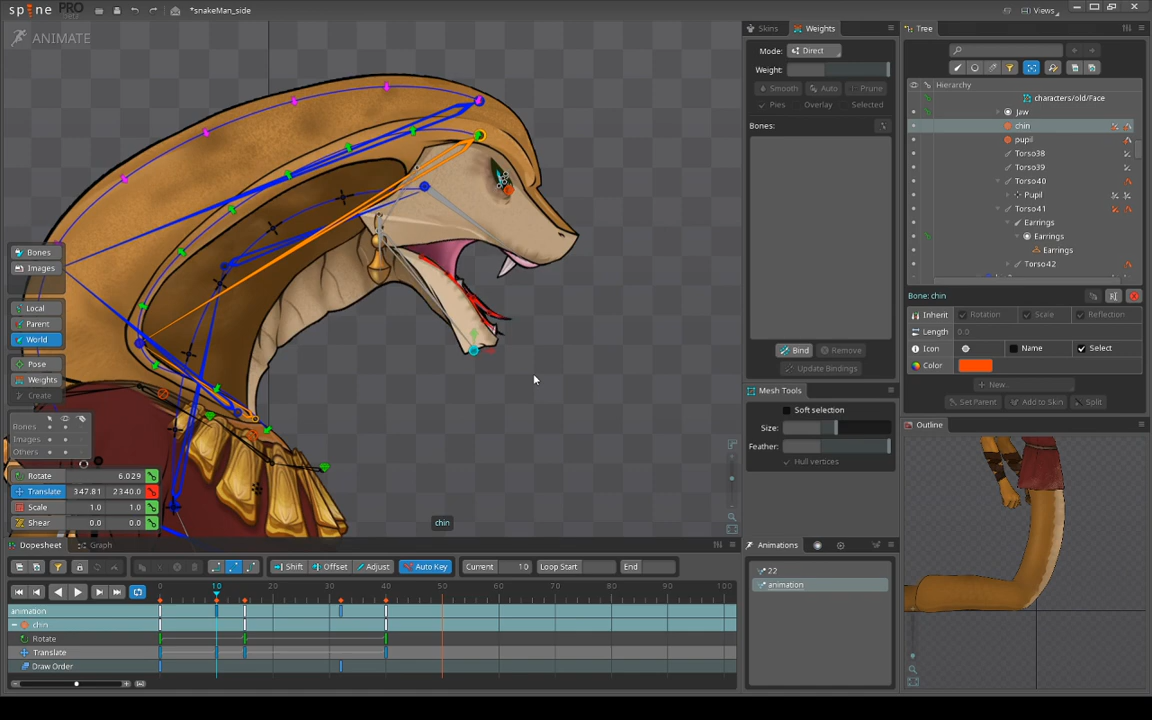 spine PRO beta *snakeMan_side Views
ANIMATE
Skins Weights
Mode: Direct
Weight:
Smooth Auto Prune
Pies Overlay Selected
Bones:
Bind Remove
Update Bindings
Mesh Tools
Soft selection
Size:
Feather:
Hull vertices
Tree
Hierarchy
characters/old/Face
Jaw
chin
pupil
Torso38
Torso39
Torso40
Pupil
Torso41
Earrings
Earrings
Earrings
Torso42
Bone: chin
Inherit Rotation Scale Reflection
Length 0.0
Icon Name Select
Color
New...
Set Parent Add to Skin Split
Outline
Bones
Images
Local
Parent
World
Pose
Weights
Create
Bones
Images
Others
Rotate 6.029
Translate 347.81 2340.0
Scale 1.0 1.0
Shear 0.0 0.0
chin
Dopesheet Graph
Shift Offset Adjust Auto Key Current 10 Loop Start End
0 10 20 30 40 50 60 70 80 90 100
animation
chin
Rotate
Translate
Draw Order
Animations
22
animation